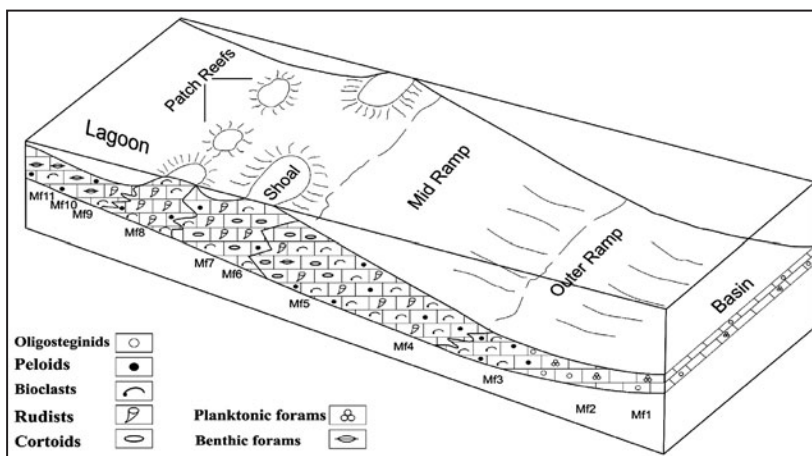 Patch Reefs
Lagoon
Shoal
Mid Ramp
Outer Ramp
Basin
Mf11
Mf10
Mf9
Mf8
Mf7
Mf6
Mf5
Mf4
Mf3
Mf2
Mf1
Oligosteginids
Peloids
Bioclasts
Rudists
Cortoids
Planktonic forams
Benthic forams